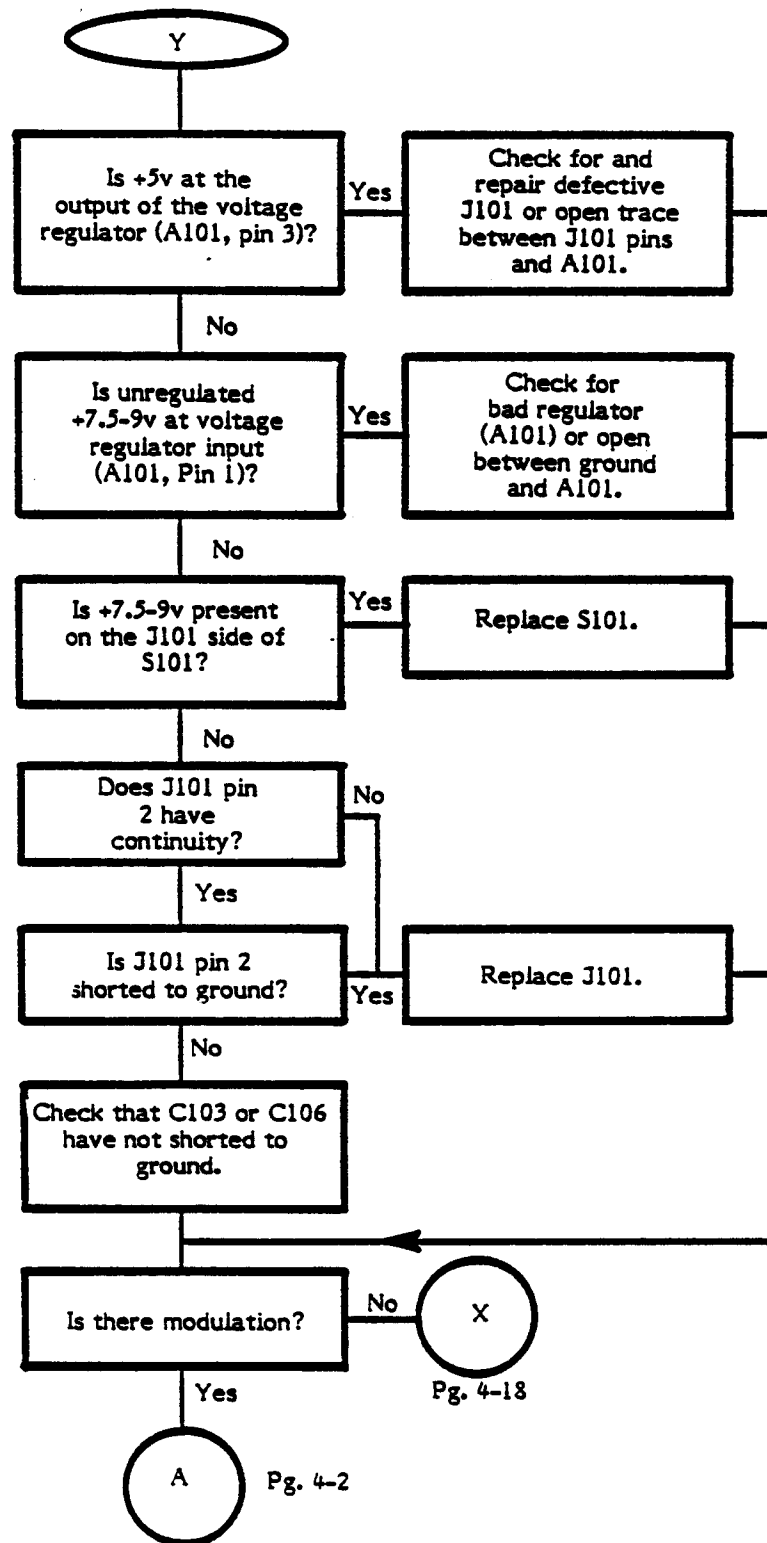 Y
Is +5v at the
output of the voltage
regulator (A101, pin 3)?
Yes
Check for and
repair defective
J101 or open trace
between J101 pins
and A101.
No
Is unregulated
+7.5-9v at voltage
regulator input
(A101, Pin 1)?
Yes
Check for
bad regulator
(A101) or open
between ground
and A101.
No
Is +7.5-9v present
on the J101 side of
S101?
Yes
Replace S101.
No
Does J101 pin
2 have
continuity?
No
Yes
Is J101 pin 2
shorted to ground?
Yes
Replace J101.
No
Check that C103 or C106
have not shorted to
ground.
Is there modulation?
No
X
Pg. 4-18
Yes
A
Pg. 4-2